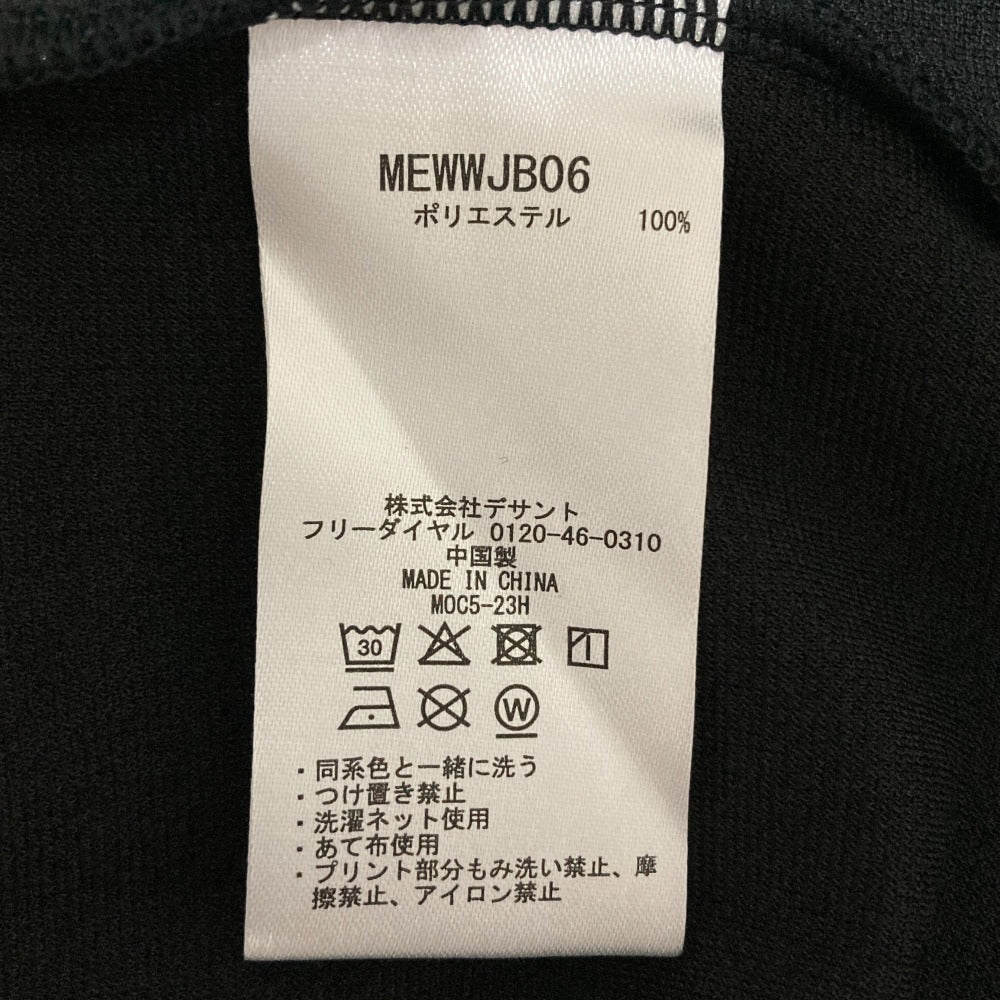 MEWWJB06
ポリエステル 100%
株式会社デサント
フリーダイヤル 0120-46-0310
中国製
MADE IN CHINA
MOC5-23H
30
W
・同系色と一緒に洗う
・つけ置き禁止
・洗濯ネット使用
・あて布使用
・プリント部分もみ洗い禁止、摩
擦禁止、アイロン禁止